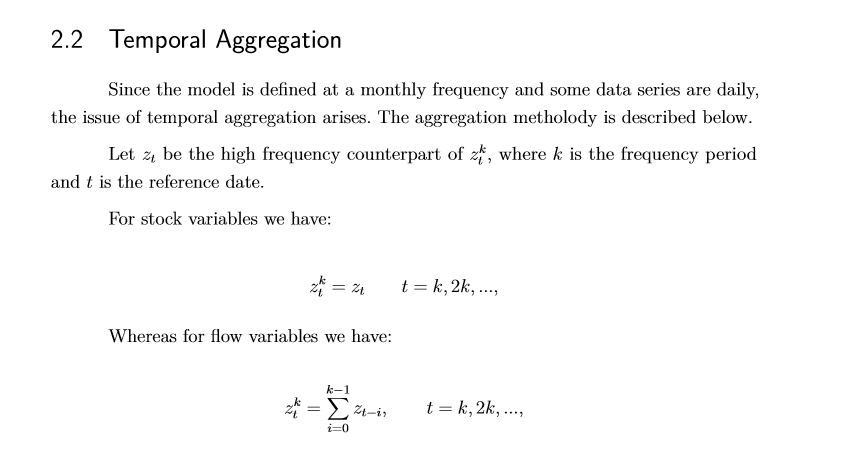 2.2 Temporal Aggregation
Since the model is defined at a monthly frequency and some data series are daily,
the issue of temporal aggregation arises. The aggregation metholody is described below.
Let z_t be the high frequency counterpart of z_t^k, where k is the frequency period
and t is the reference date.
For stock variables we have:
z_t^k = z_t  t = k, 2k, ...,
Whereas for flow variables we have:
z_t^k = \sum_{i=0}^{k-1} z_{t-i},  t = k, 2k, ...,